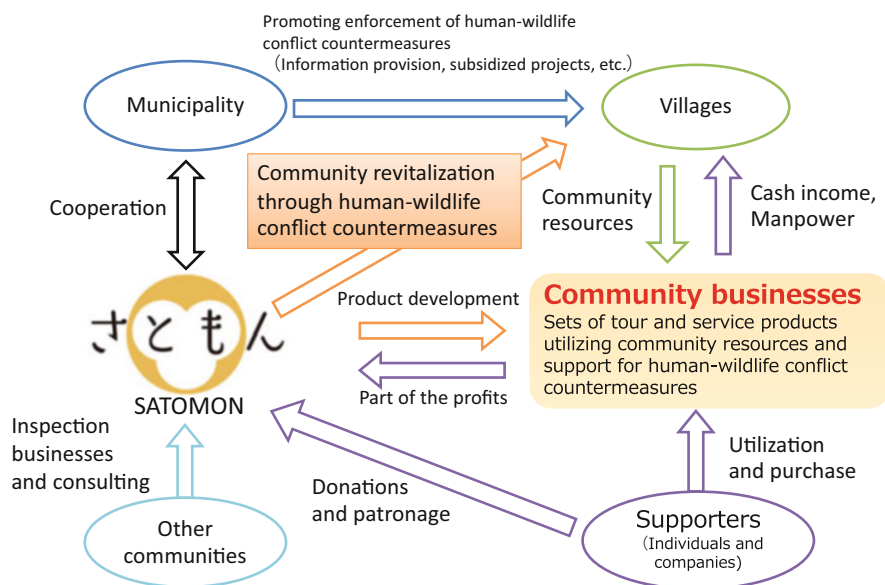 Promoting enforcement of human-wildlife
conflict countermeasures
（Information provision, subsidized projects, etc.）
Municipality
Villages
Community revitalization
through human-wildlife
conflict countermeasures
Cooperation
Community
resources
Cash income,
Manpower
さともん
SATOMON
Product development
Part of the profits
Community businesses
Sets of tour and service products
utilizing community resources and
support for human-wildlife conflict
countermeasures
Inspection
businesses
and consulting
Donations
and patronage
Utilization
and purchase
Other
communities
Supporters
（Individuals and
companies）